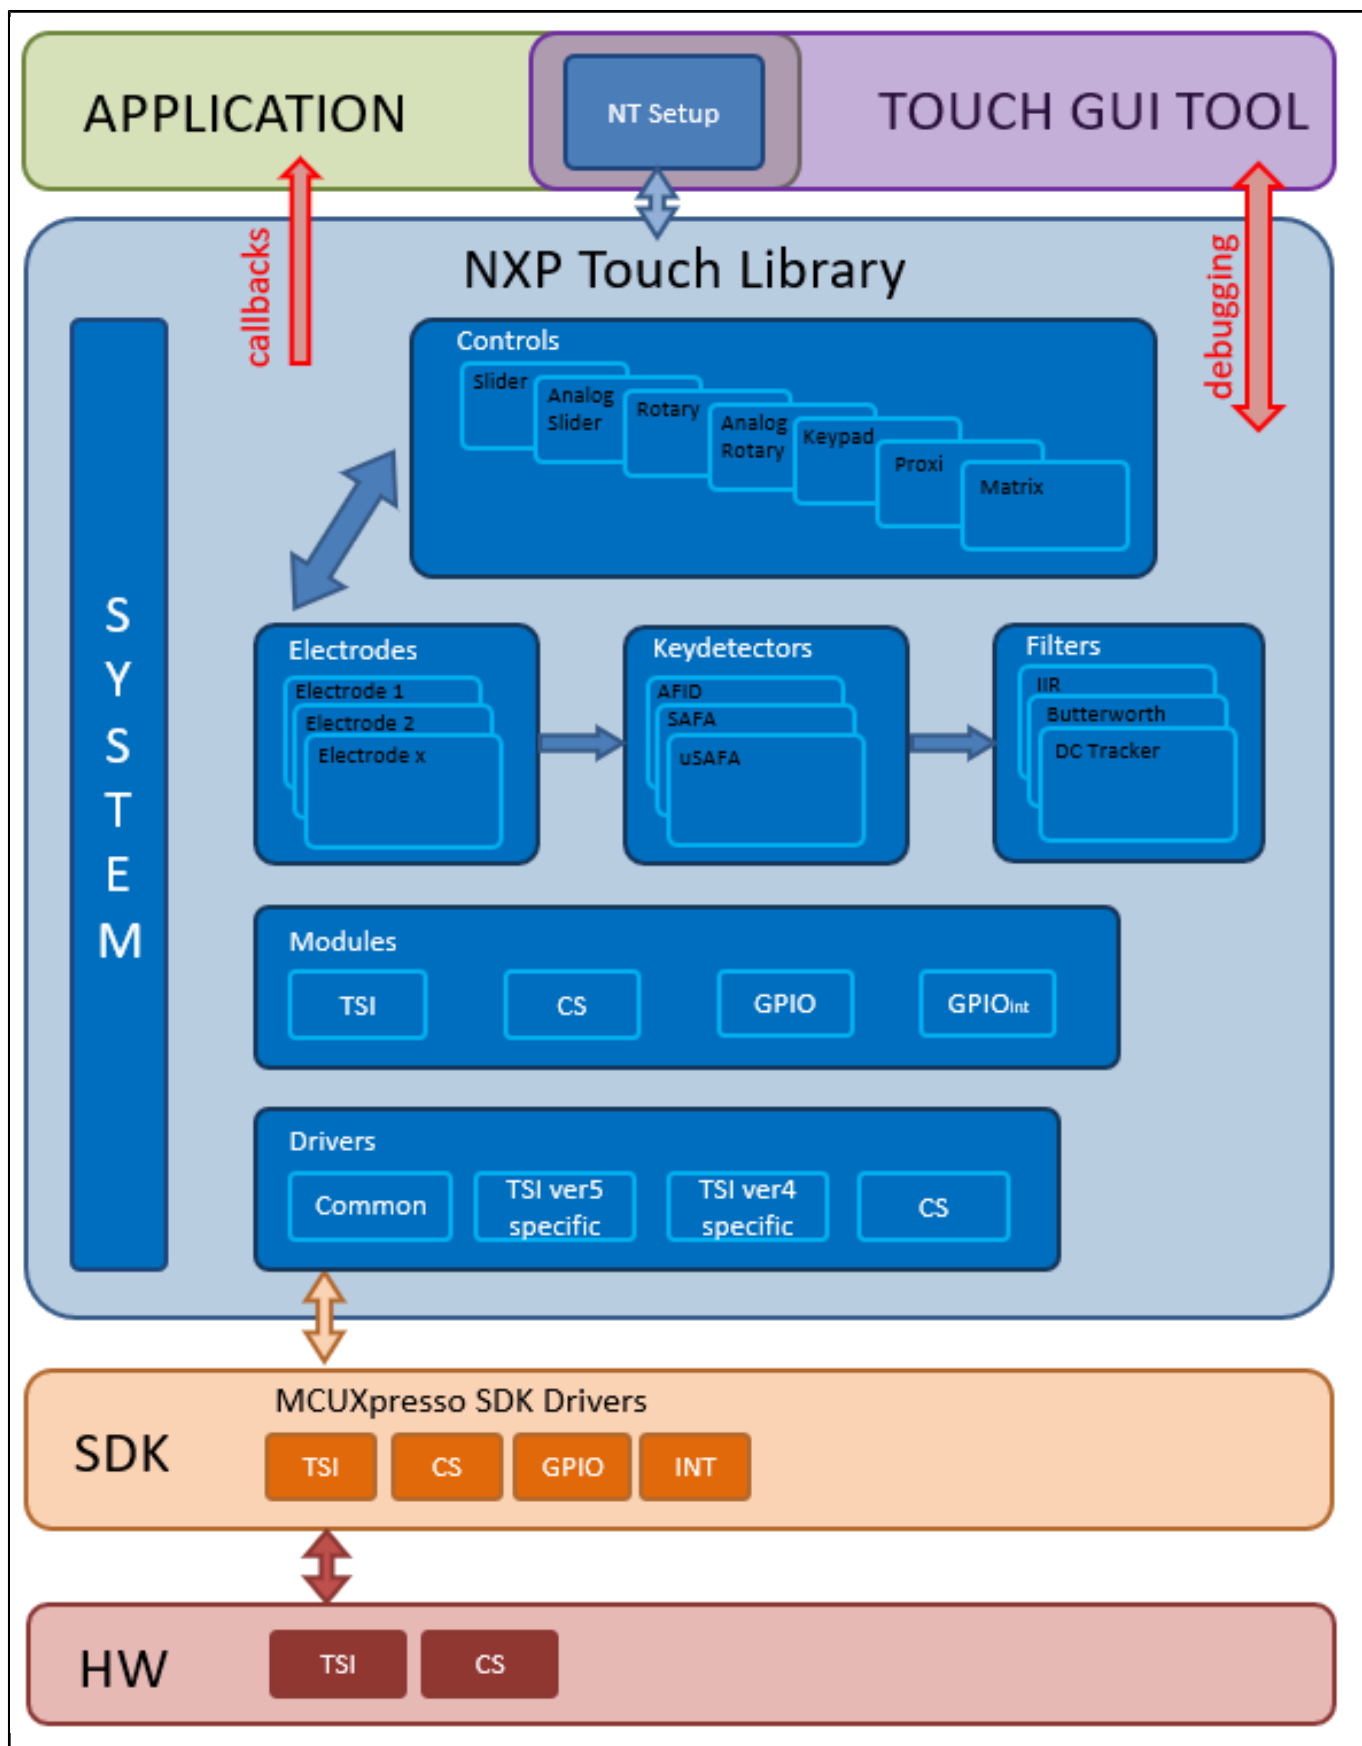 APPLICATION
NT Setup
TOUCH GUI TOOL
callbacks
debugging
NXP Touch Library
SYSTEM
Controls
Slider
Analog
Slider
Rotary
Analog
Rotary
Keypad
Proxi
Matrix
Electrodes
Electrode 1
Electrode 2
Electrode x
Keydetectors
AFID
SAFA
uSAFA
Filters
IIR
Butterworth
DC Tracker
Modules
TSI
CS
GPIO
GPIOint
Drivers
Common
TSI ver5
specific
TSI ver4
specific
CS
SDK
MCUXpresso SDK Drivers
TSI
CS
GPIO
INT
HW
TSI
CS